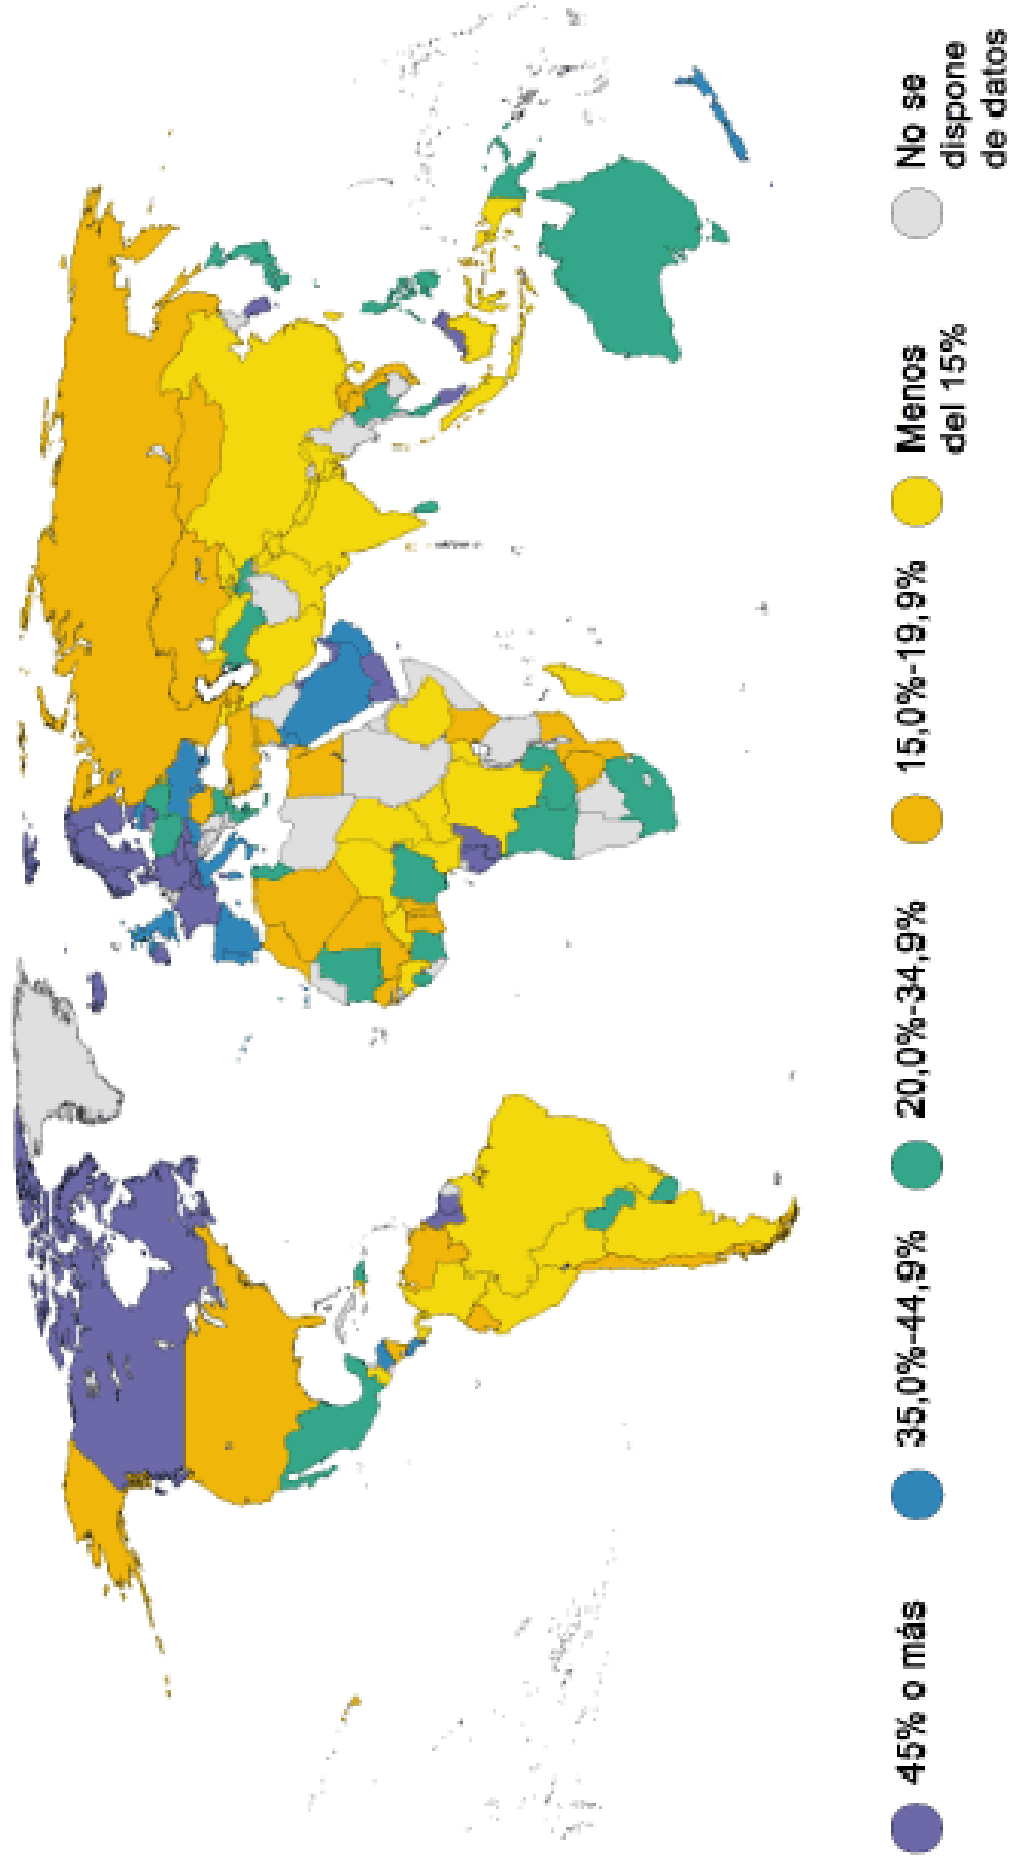 45% o más
35,0%-44,9%
20,0%-34,9%
15,0%-19,9%
Menos
del 15%
No se
dispone
de datos